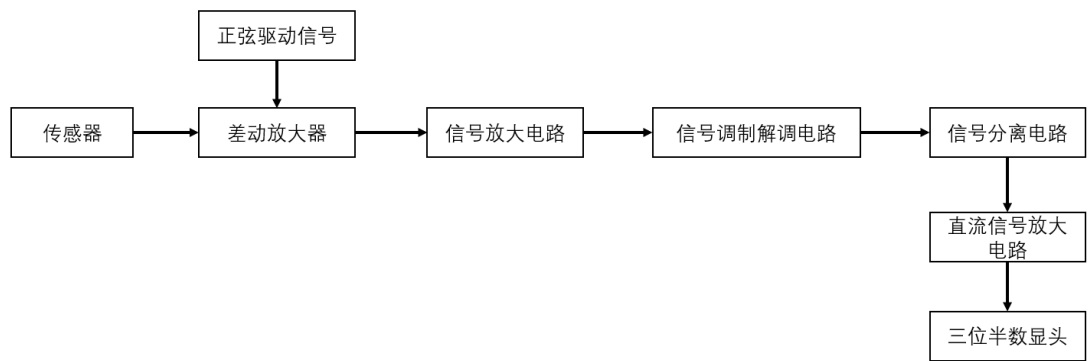 正弦驱动信号
传感器
差动放大器
信号放大电路
信号调制解调电路
信号分离电路
直流信号放大
电路
三位半数显头